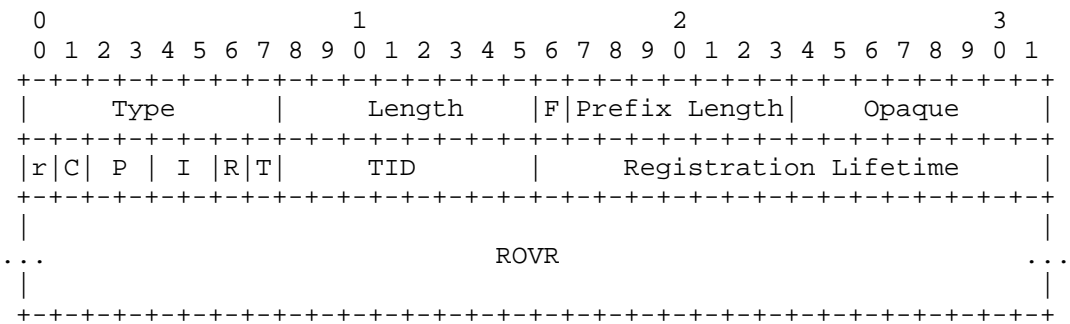 0                   1                   2                   3
 0 1 2 3 4 5 6 7 8 9 0 1 2 3 4 5 6 7 8 9 0 1 2 3 4 5 6 7 8 9 0 1
+-+-+-+-+-+-+-+-+-+-+-+-+-+-+-+-+-+-+-+-+-+-+-+-+-+-+-+-+-+-+-+-+
|     Type      |     Length    |F|Prefix Length|    Opaque     |
+-+-+-+-+-+-+-+-+-+-+-+-+-+-+-+-+-+-+-+-+-+-+-+-+-+-+-+-+-+-+-+-+
|r|C| P | I |R|T|     TID       |     Registration Lifetime     |
+-+-+-+-+-+-+-+-+-+-+-+-+-+-+-+-+-+-+-+-+-+-+-+-+-+-+-+-+-+-+-+-+
|                                                               |
...                            ROVR                             ...
|                                                               |
+-+-+-+-+-+-+-+-+-+-+-+-+-+-+-+-+-+-+-+-+-+-+-+-+-+-+-+-+-+-+-+-+